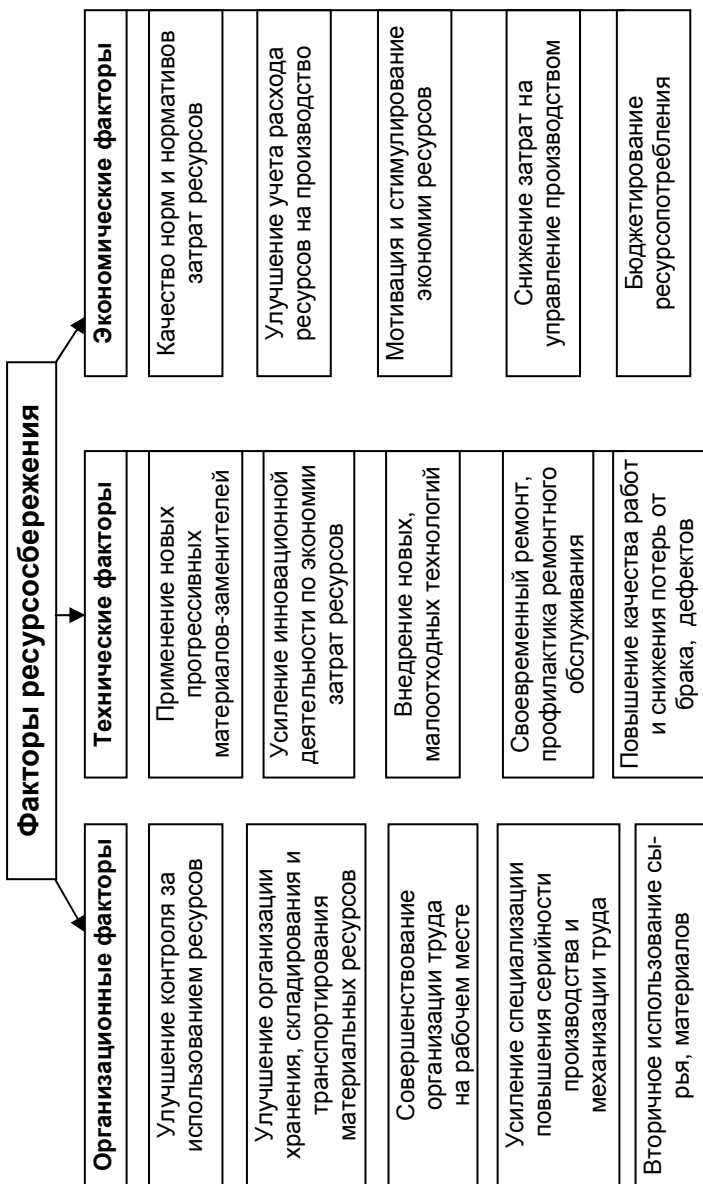 Факторы ресурсосбережения
Организационные факторы
Улучшение контроля за
использованием ресурсов
Улучшение организации
хранения, складирования и
транспортирования
материальных ресурсов
Совершенствование
организации труда
на рабочем месте
Усиление специализации
повышения серийности
производства и
механизации труда
Вторичное использование сы-
рья, материалов
Технические факторы
Применение новых
прогрессивных
материалов-заменителей
Усиление инновационной
деятельности по экономии
затрат ресурсов
Внедрение новых,
малоотходных технологий
Своевременный ремонт,
профилактика ремонтного
обслуживания
Повышение качества работ
и снижения потерь от
брака, дефектов
Экономические факторы
Качество норм и нормативов
затрат ресурсов
Улучшение учета расхода
ресурсов на производство
Мотивация и стимулирование
экономии ресурсов
Снижение затрат на
управление производством
Бюджетирование
ресурсопотребления